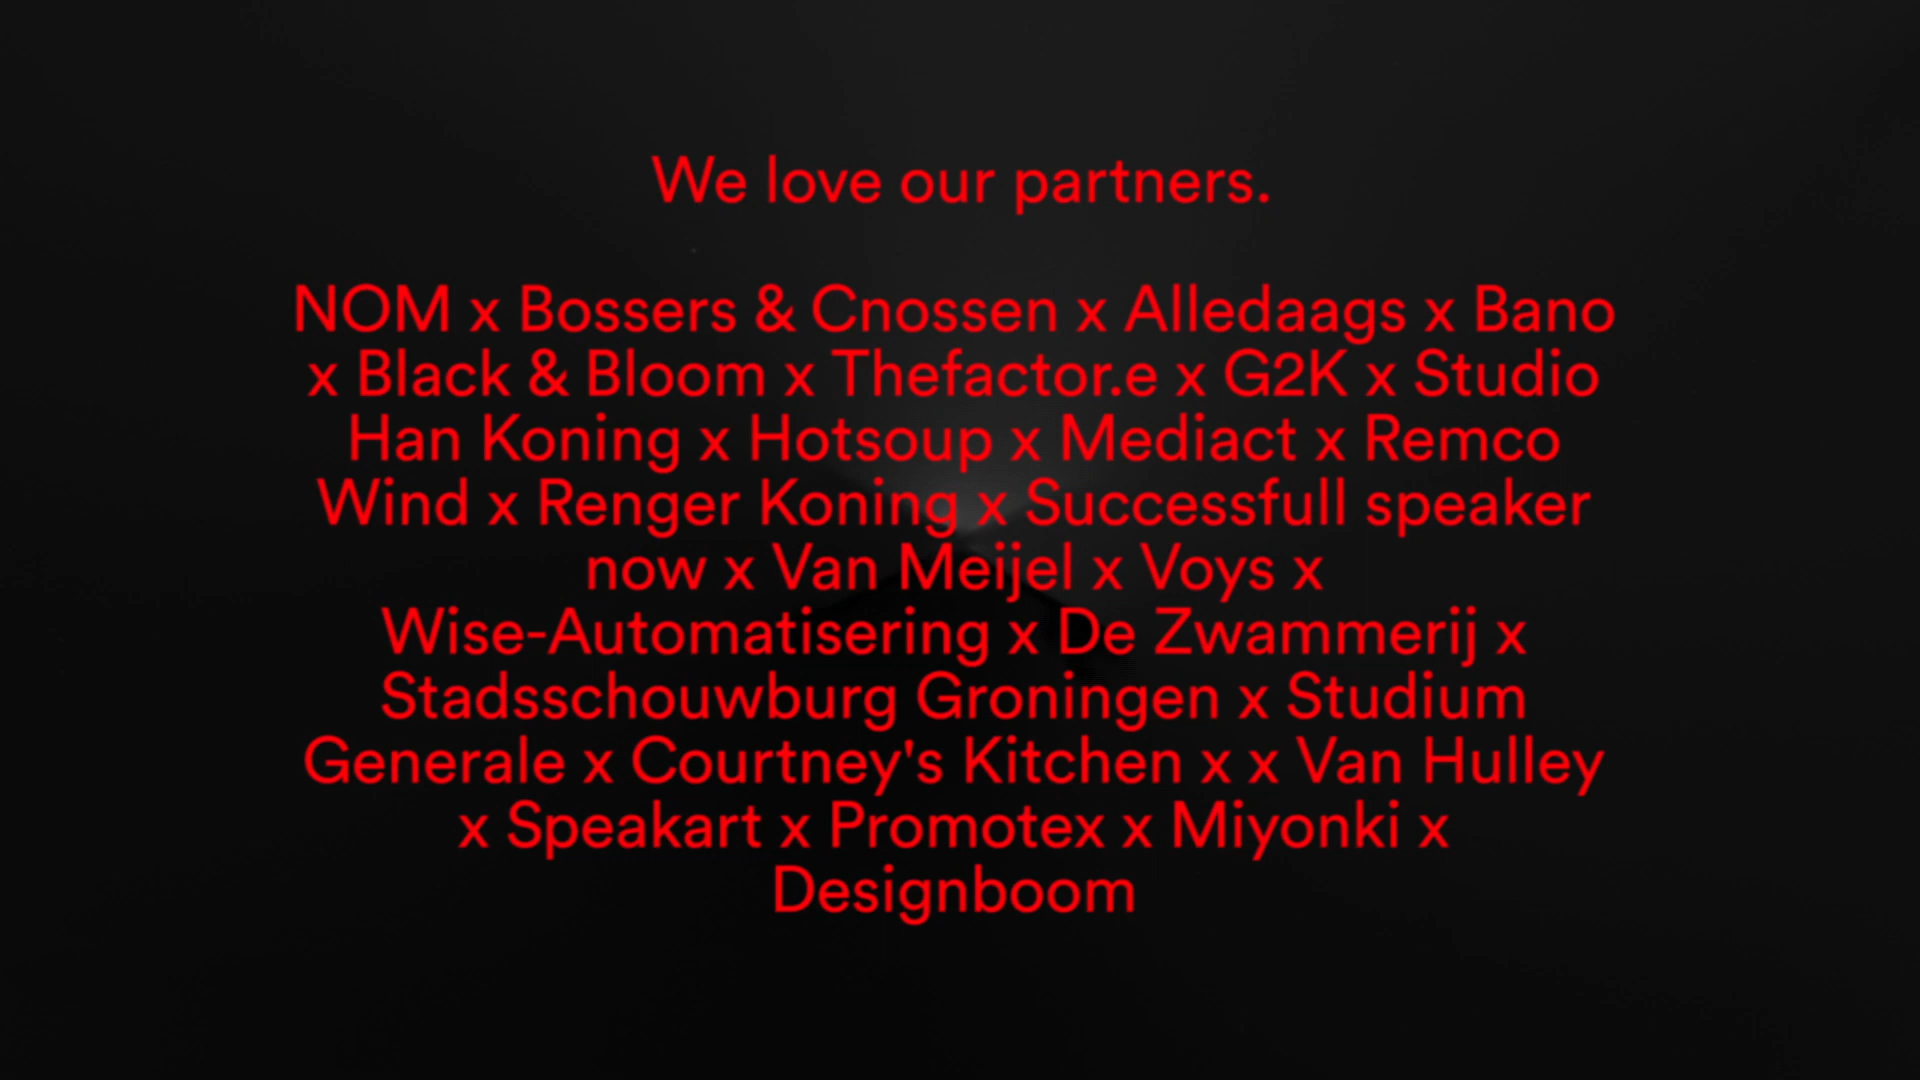 We love our partners.
NOM x Bossers & Cnossen x Alledaags x Bano
x Black & Bloom x Thefactor.e x G2K x Studio
Han Koning x Hotsoup x Mediact x Remco
Wind x Renger Koning x Successfull speaker
now x Van Meijel x Voys x
Wise-Automatisering x De Zwammerij x
Stadsschouwburg Groningen x Studium
Generale x Courtney's Kitchen x x Van Hulley
x Speakart x Promotex x Miyonki x
Designboom